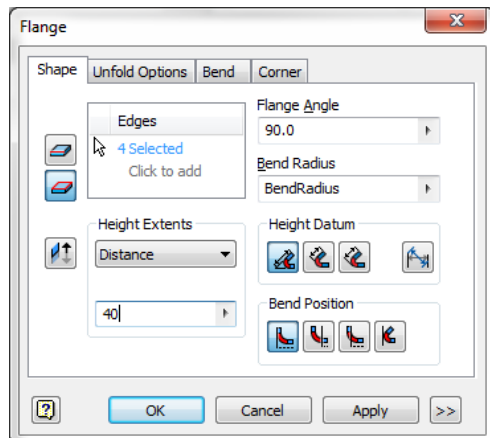 Flange
Shape
Unfold Options
Bend
Corner
Edges
4 Selected
Click to add
Flange Angle
90.0
Bend Radius
BendRadius
Height Extents
Distance
40
Height Datum
Bend Position
OK
Cancel
Apply
>>